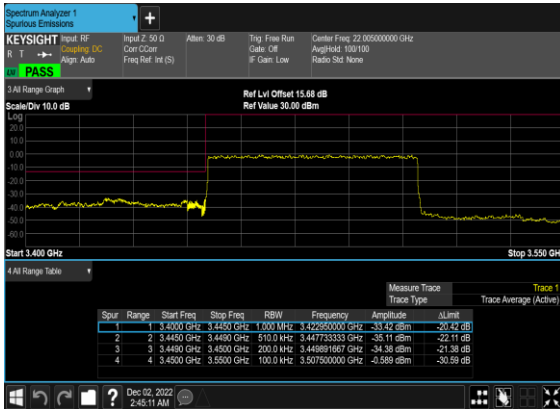 Spectrum Analyzer 1
Spurious Emissions
+
KEYSIGHT Input: RF Input Z: 50 Ω Atten: 30 dB Trig: Free Run Center Freq: 22.005000000 GHz
R T Coupling: DC Corr CCorr Gate: Off Avg|Hold: 100/100
Align: Auto Freq Ref: Int (S) IF Gain: Low Radio Std: None
LW PASS
3 All Range Graph
Ref Lvl Offset 15.68 dB
Scale/Div 10.0 dB Ref Value 30.00 dBm
Log
20.0
10.0
0.00
-10.0
-20.0
-30.0
-40.0
-50.0
-60.0
Start 3.400 GHz Stop 3.550 GH
4 All Range Table
Measure Trace Trace 1
Trace Type Trace Average (Active)
Spur Range Start Freq Stop Freq RBW Frequency Amplitude ΔLimit
1 1 3.4000 GHz 3.4450 GHz 1.000 MHz 3.422950000 GHz -33.42 dBm -20.42 dB
2 2 3.4450 GHz 3.4490 GHz 510.0 kHz 3.447733333 GHz -35.11 dBm -22.11 dB
3 3 3.4490 GHz 3.4500 GHz 200.0 kHz 3.449891667 GHz -34.38 dBm -21.38 dB
4 4 3.4500 GHz 3.5500 GHz 100.0 kHz 3.507500000 GHz -0.589 dBm -30.59 dB
? Dec 02, 2022
2:45:11 AM